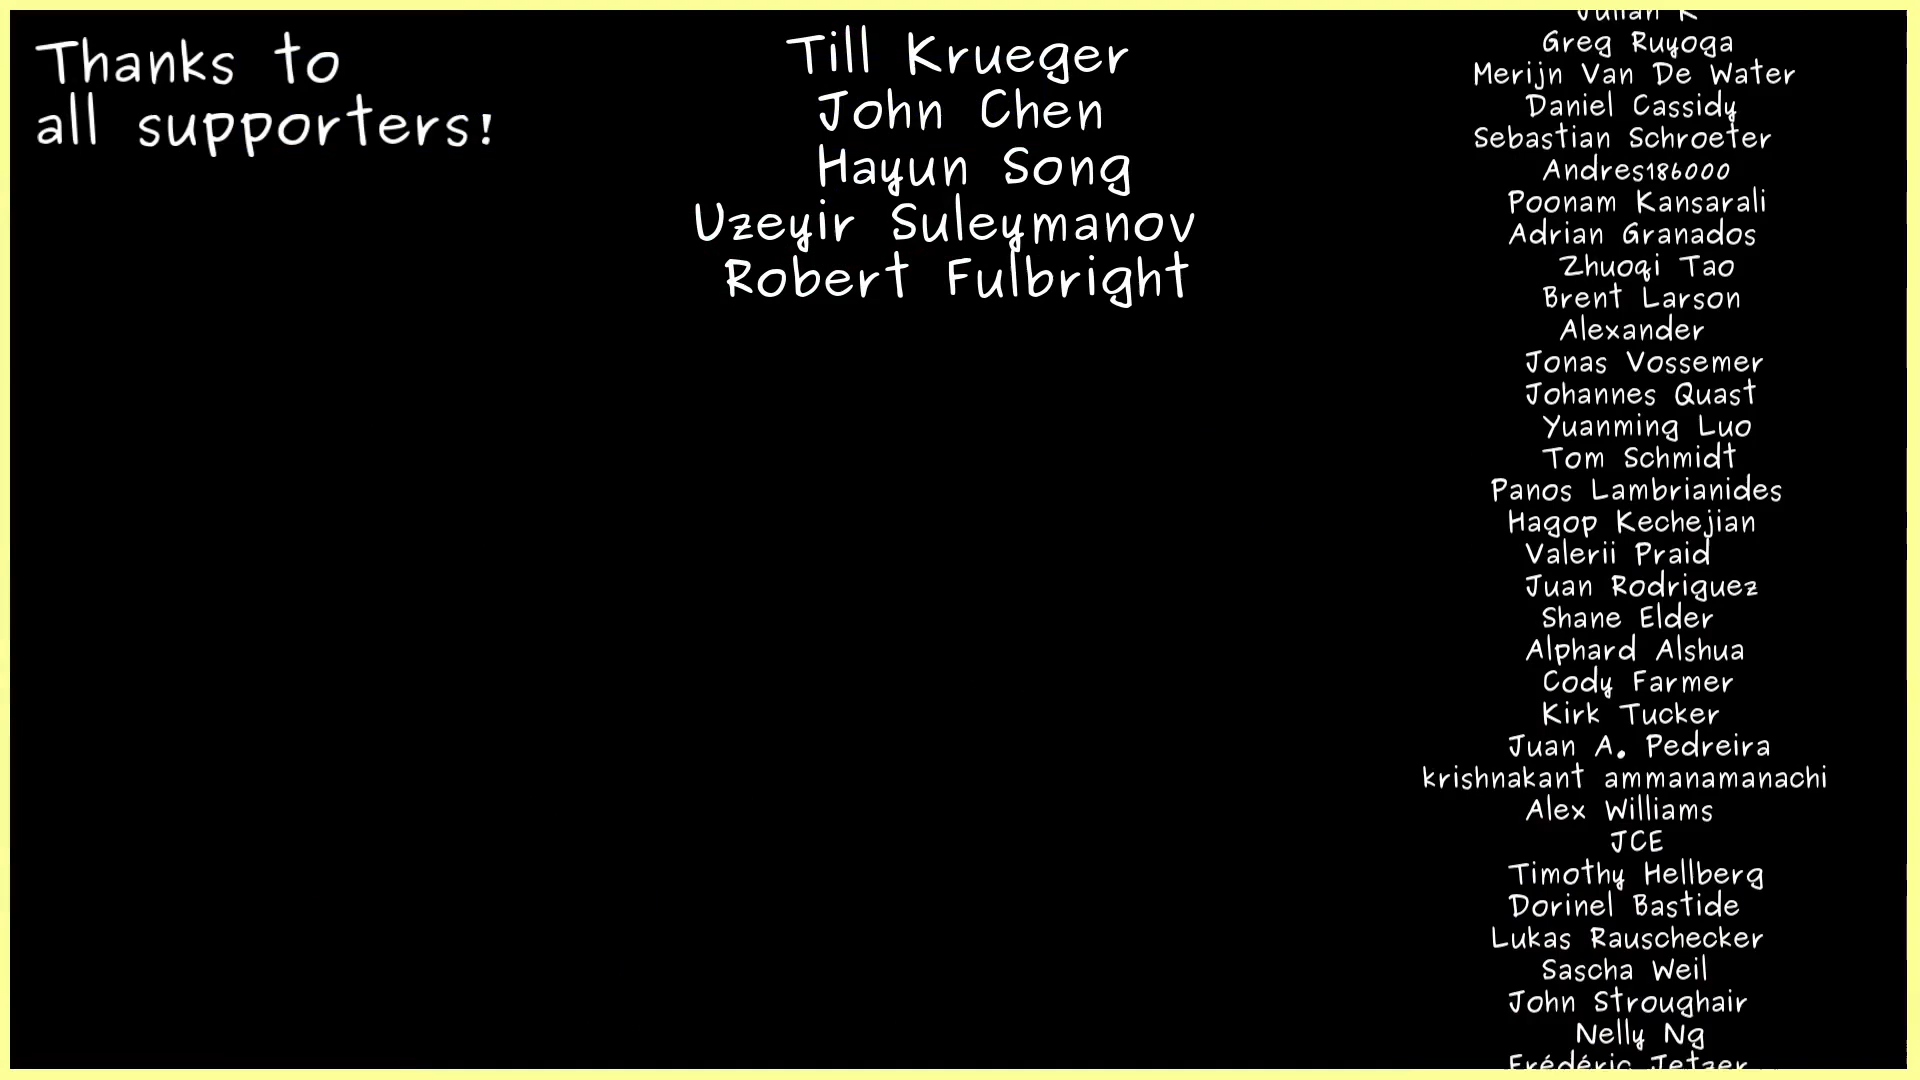 Thanks to
all supporters!
Till Krueger
John Chen
Hayun Song
Uzeyir Suleymanov
Robert Fulbright
Julian K
Greg Ruyoga
Merijn Van De Water
Daniel Cassidy
Sebastian Schroeter
Andres186000
Poonam Kansarali
Adrian Granados
Zhuoqi Tao
Brent Larson
Alexander
Jonas Vossemer
Johannes Quast
Yuanming Luo
Tom Schmidt
Panos Lambrianides
Hagop Kechejian
Valerii Praid
Juan Rodriguez
Shane Elder
Alphard Alshua
Cody Farmer
Kirk Tucker
Juan A. Pedreira
krishnakant ammanamanachi
Alex Williams
JCE
Timothy Hellberg
Dorinel Bastide
Lukas Rauschecker
Sascha Weil
John Stroughair
Nelly Ng
Frédéric